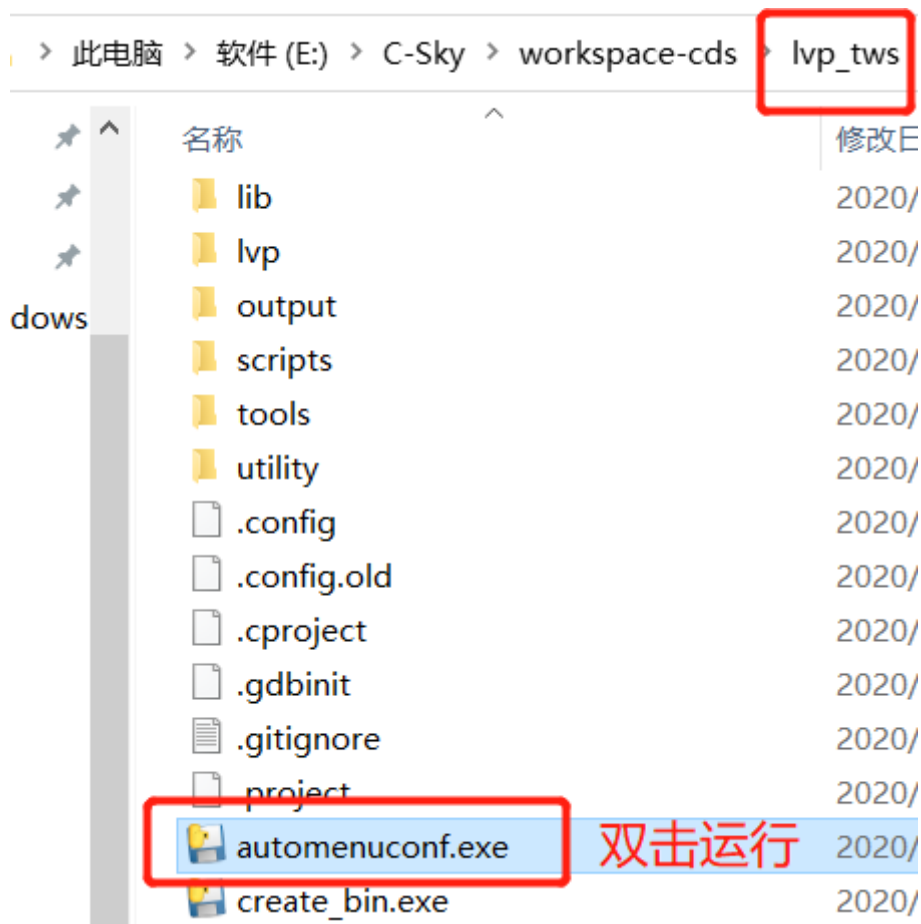 > 此电脑 > 软件 (E:) > C-Sky > workspace-cds > lvp_tws
名称 修改日
lib 2020/
lvp 2020/
dows output 2020/
scripts 2020/
tools 2020/
utility 2020/
.config 2020/
.config.old 2020/
.cproject 2020/
.gdbinit 2020/
.gitignore 2020/
.project 2020/
automenuconf.exe 双击运行 2020/
create_bin.exe 2020/